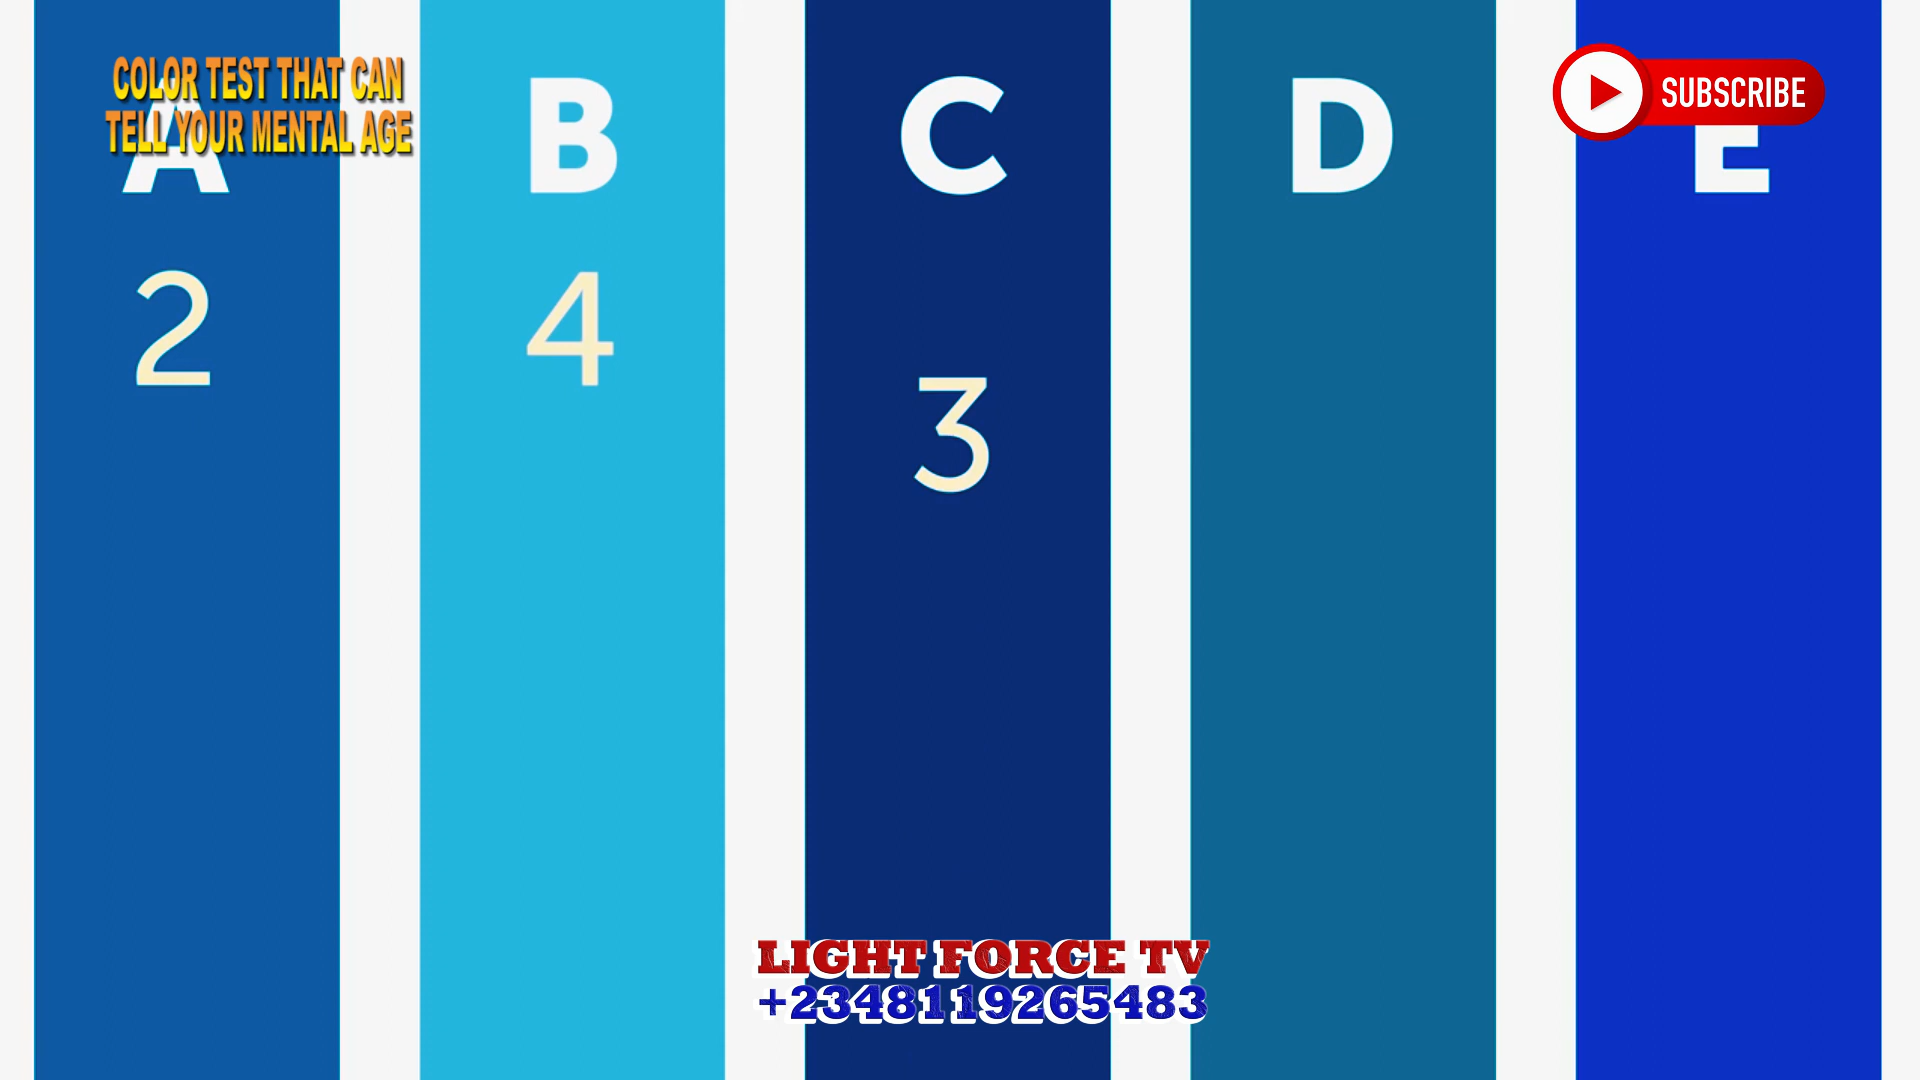 COLOR TEST THAT CAN
TELL YOUR MENTAL AGE
A
B
C
D
E
SUBSCRIBE
2
4
3
LIGHT FORCE TV
+2348119265483